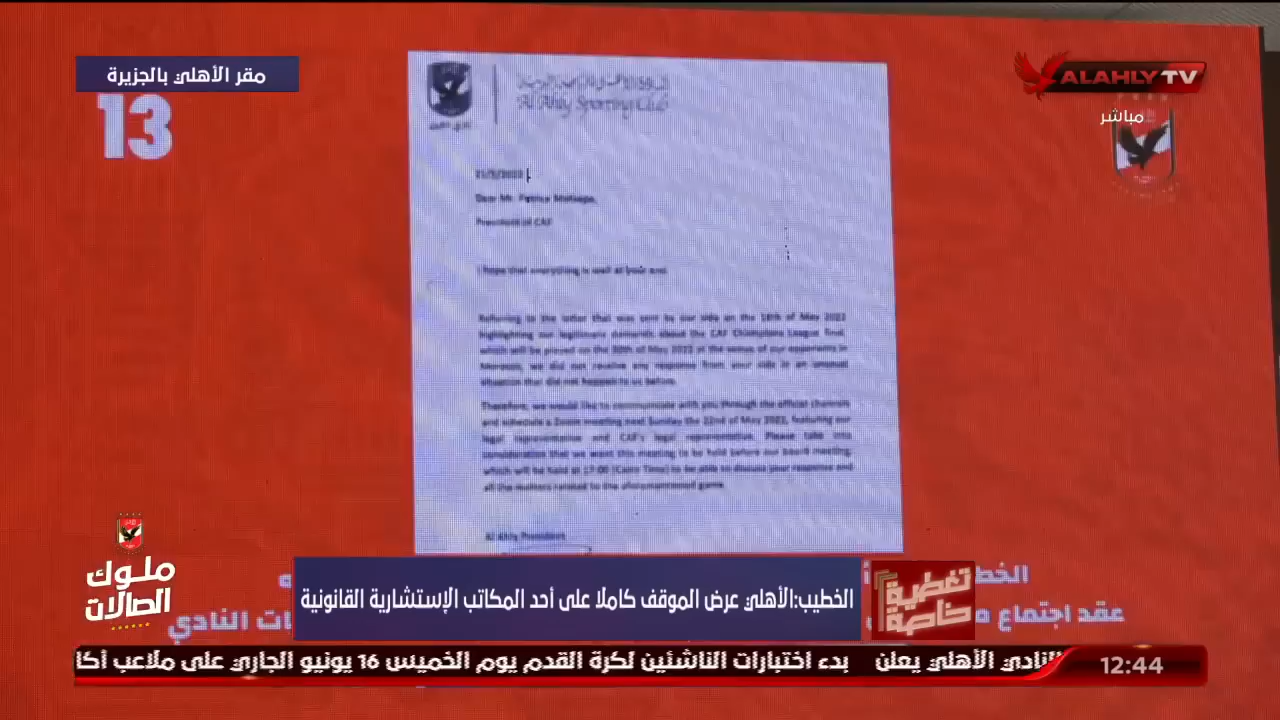 مقر الأهلي بالجزيرة
ALAHLY TV
مباشر
13
Al Ahly Sporting Club
21/5/2022
Dear Mr. Patrice Motsepe,
President of CAF
I hope that everything is well at your end.
Referring to the letter that was sent by our side on the 18th of May 2022
highlighting our legitimate demands about the CAF Champions League final,
which will be played on the 30th of May 2022 at the venue of our opponents in
Morocco, we did not receive any response from your side in an unusual
situation that did not happen to us before.
Therefore, we would like to communicate with you through the official channels
and schedule a Zoom meeting next Sunday the 22nd of May 2022, featuring our
legal representative and CAF's legal representative. Please take into
consideration that we want this meeting to be held before our board meeting,
which will be held at 17:00 (Cairo Time) to be able to discuss your response and
all the matters related to the aforementioned game.
Al Ahly President
ملوك
الصالات
عقد اجتماع
النادي
تغطية
خاصة
الخطيب:الأهلي عرض الموقف كاملا على أحد المكاتب الإستشارية القانونية
النادي الأهلي يعلن بدء اختبارات الناشئين لكرة القدم يوم الخميس 16 يونيو الجاري على ملاعب
12:44